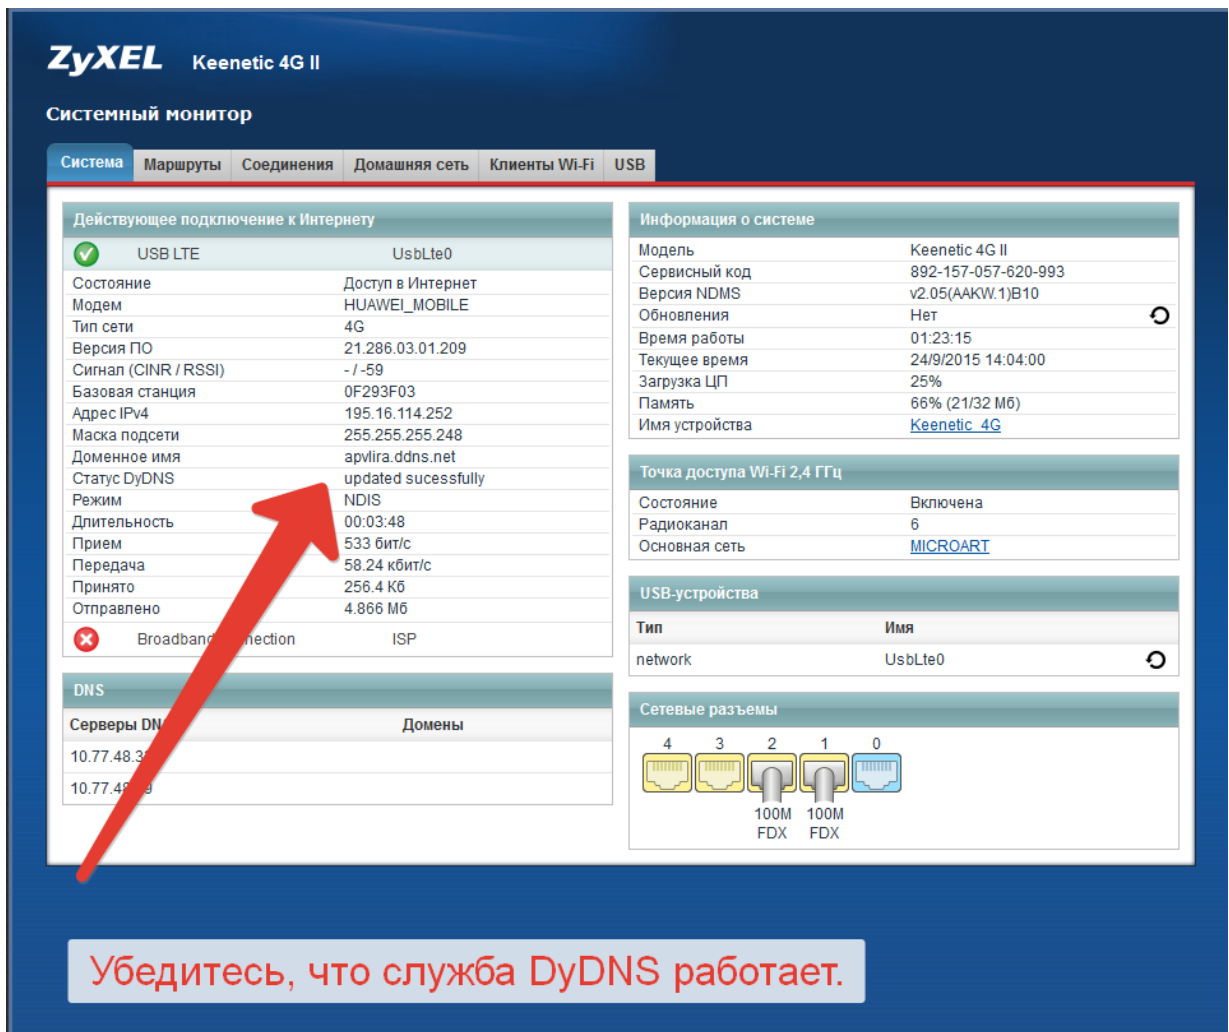 ZyXEL Keenetic 4G II
Системный монитор
Система Маршруты Соединения Домашняя сеть Клиенты Wi-Fi USB
Действующее подключение к Интернету
USB LTE UsbLte0
Состояние Доступ в Интернет
Модем HUAWEI_MOBILE
Тип сети 4G
Версия ПО 21.286.03.01.209
Сигнал (CINR / RSSI) - / -59
Базовая станция 0F293F03
Адрес IPv4 195.16.114.252
Маска подсети 255.255.255.248
Доменное имя apvlira.ddns.net
Статус DyDNS updated sucessfully
Режим NDIS
Длительность 00:03:48
Прием 533 бит/с
Передача 58.24 кбит/с
Принято 256.4 Кб
Отправлено 4.866 Мб
Broadband ISP
DNS
Серверы Домены
Информация о системе
Модель Keenetic 4G II
Сервисный код 892-157-057-620-993
Версия NDMS v2.05(AAKW.1)B10
Обновления Нет
Время работы 01:23:15
Текущее время 24/9/2015 14:04:00
Загрузка ЦП 25%
Память 66% (21/32 Мб)
Имя устройства Keenetic_4G
Точка доступа Wi-Fi 2,4 ГГц
Состояние Включена
Радиоканал 6
Основная сеть MICROART
USB-устройства
Тип Имя
network UsbLte0
Сетевые разъемы
4 3 2 1 0
100M 100M
FDX FDX
Убедитесь, что служба DyDNS работает.